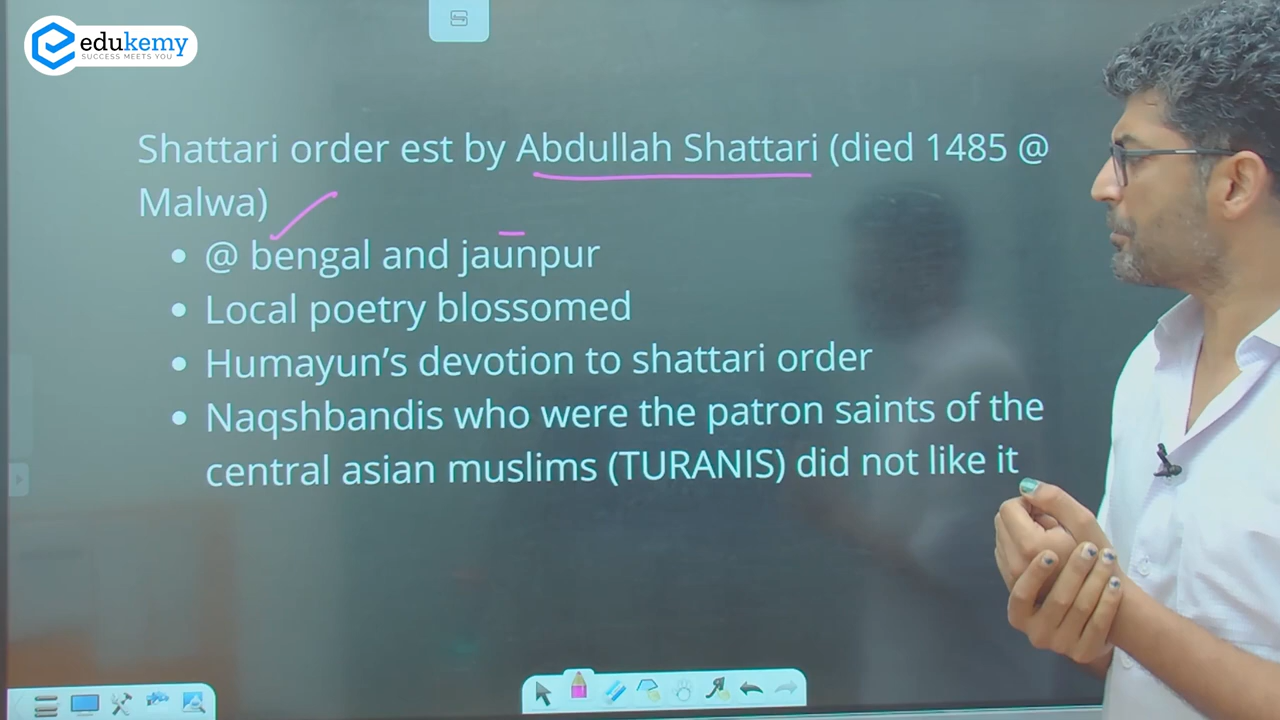 edukemy
SUCCESS MEETS YOU
Shattari order est by Abdullah Shattari (died 1485 @
Malwa)
• @ bengal and jaunpur
• Local poetry blossomed
• Humayun’s devotion to shattari order
• Naqshbandis who were the patron saints of the
central asian muslims (TURANIS) did not like it